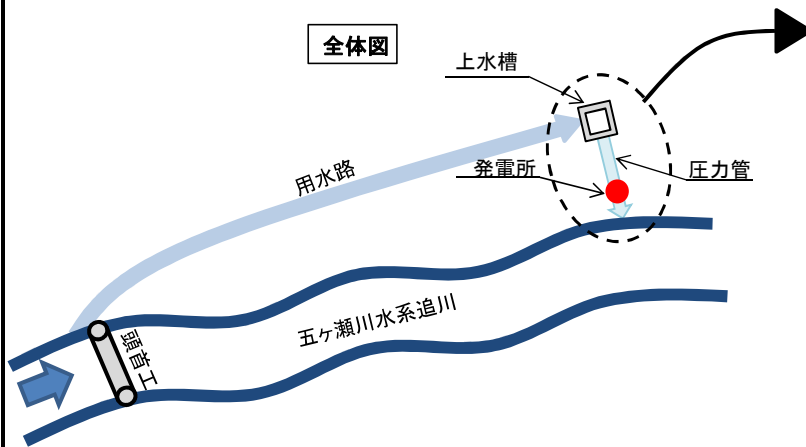 全体図
上水槽
用水路
発電所
圧力管
五ヶ瀬川水系追川
頭首工